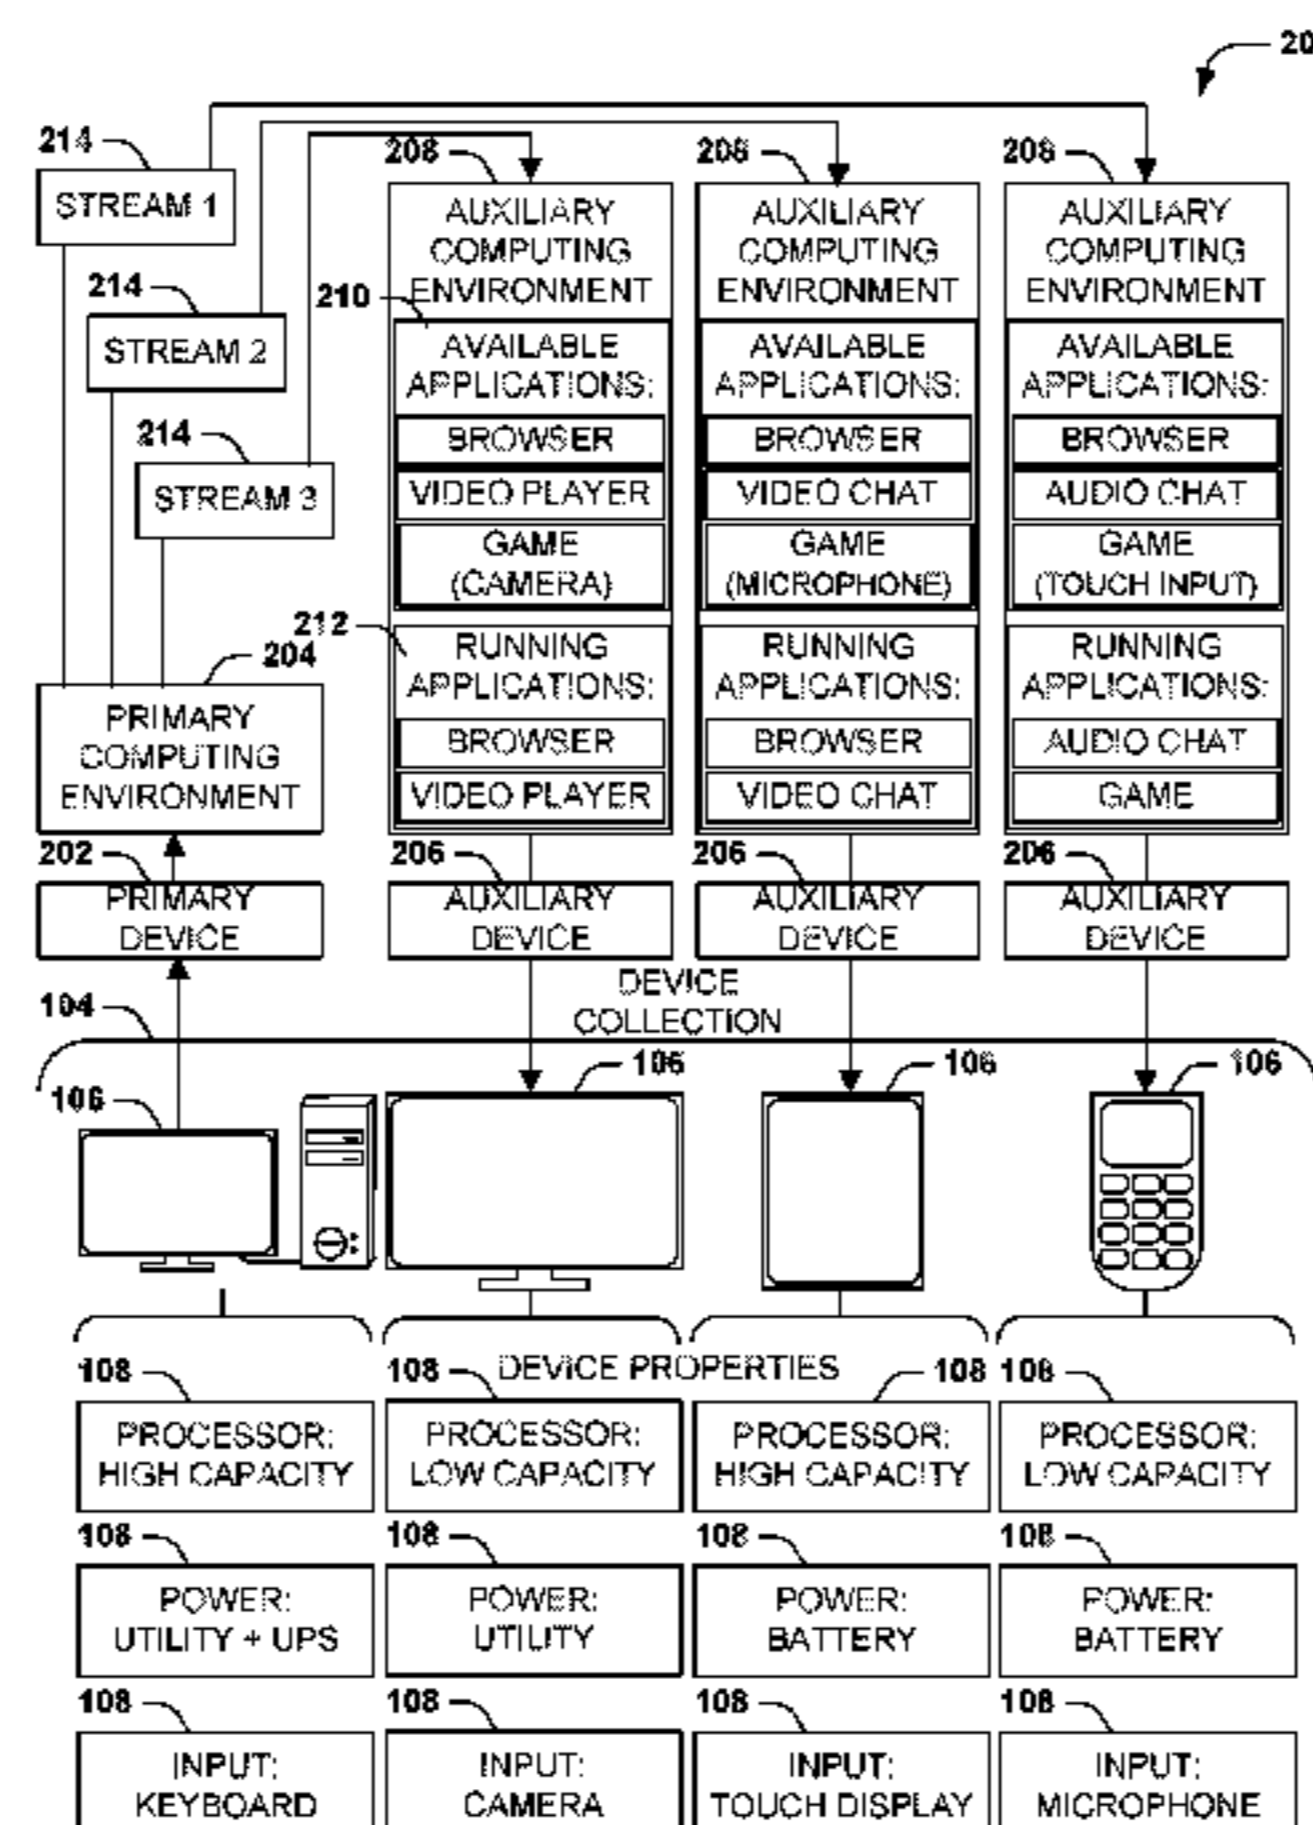 20
214
STREAM 1
214
STREAM 2
214
STREAM 3
204
PRIMARY
COMPUTING
ENVIRONMENT
202
PRIMARY
DEVICE
208
AUXILIARY
COMPUTING
ENVIRONMENT
210
AVAILABLE
APPLICATIONS:
BROWSER
VIDEO PLAYER
GAME
(CAMERA)
212
RUNNING
APPLICATIONS:
BROWSER
VIDEO PLAYER
206
AUXILIARY
DEVICE
208
AUXILIARY
COMPUTING
ENVIRONMENT
AVAILABLE
APPLICATIONS:
BROWSER
VIDEO CHAT
GAME
(MICROPHONE)
RUNNING
APPLICATIONS:
BROWSER
VIDEO CHAT
206
AUXILIARY
DEVICE
208
AUXILIARY
COMPUTING
ENVIRONMENT
AVAILABLE
APPLICATIONS:
BROWSER
AUDIO CHAT
GAME
(TOUCH INPUT)
RUNNING
APPLICATIONS:
AUDIO CHAT
GAME
206
AUXILIARY
DEVICE
DEVICE
COLLECTION
104
106
106
106
106
DEVICE PROPERTIES
108
PROCESSOR:
HIGH CAPACITY
108
PROCESSOR:
LOW CAPACITY
108
PROCESSOR:
HIGH CAPACITY
108
PROCESSOR:
LOW CAPACITY
108
POWER:
UTILITY + UPS
108
POWER:
UTILITY
108
POWER:
BATTERY
108
POWER:
BATTERY
108
INPUT:
KEYBOARD
108
INPUT:
CAMERA
108
INPUT:
TOUCH DISPLAY
108
INPUT:
MICROPHONE